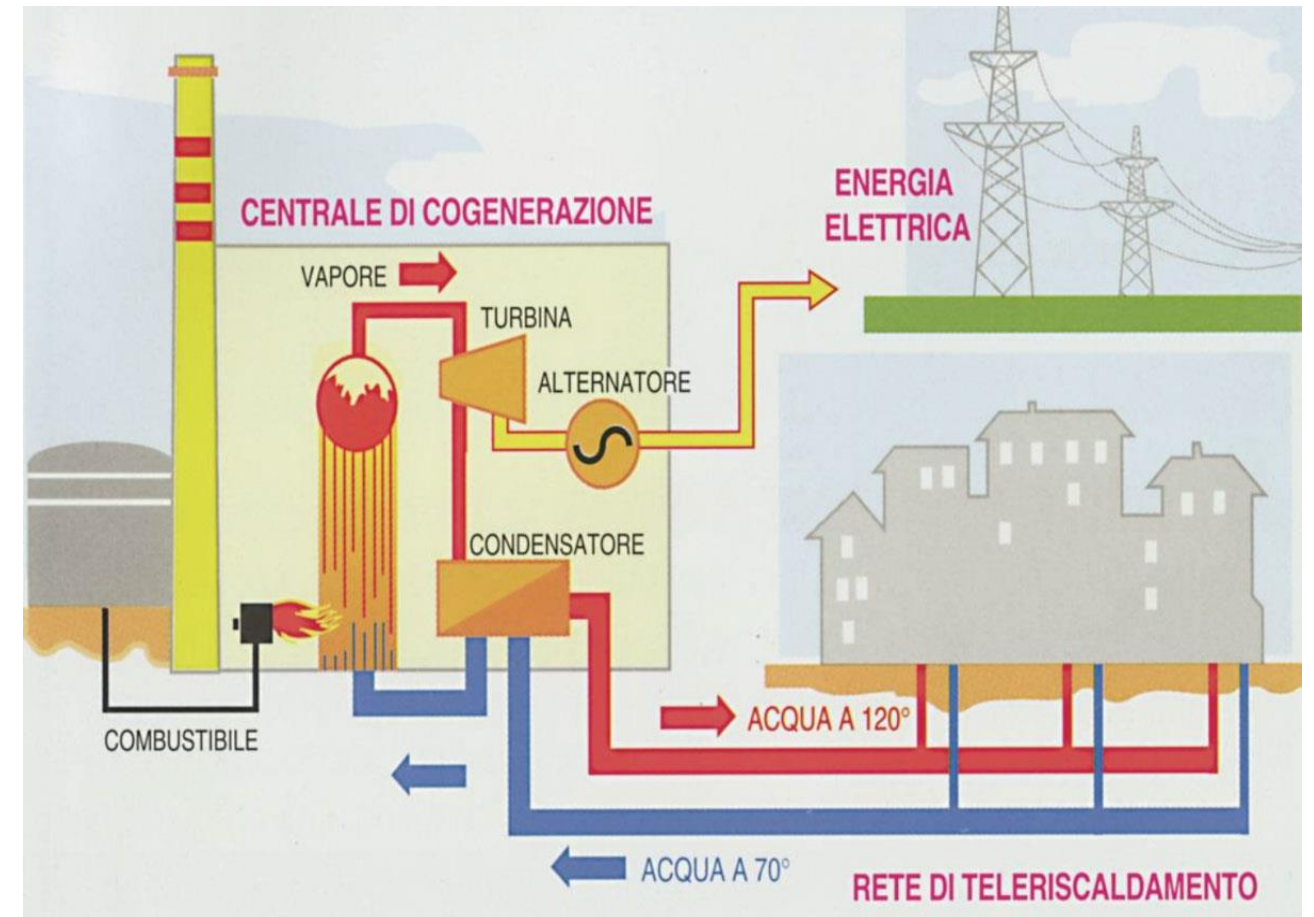 CENTRALE DI COGENERAZIONE
ENERGIA
ELETTRICA
VAPORE
TURBINA
ALTERNATORE
CONDENSATORE
COMBUSTIBILE
ACQUA A 120°
ACQUA A 70°
RETE DI TELERISCALDAMENTO